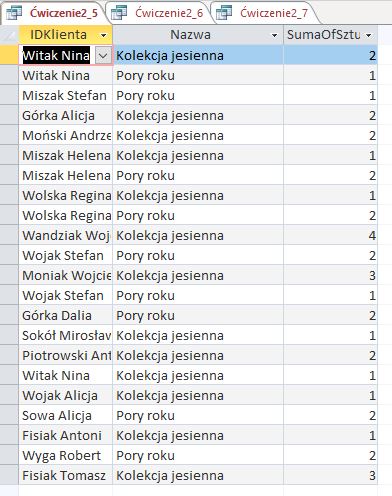 Ćwiczenie2_5 Ćwiczenie2_6 Ćwiczenie2_7
IDKlienta Nazwa SumaOfSztu
Witak Nina Kolekcja jesienna 2
Witak Nina Pory roku 1
Miszak Stefan Pory roku 1
Górka Alicja Kolekcja jesienna 2
Moński Andrze Kolekcja jesienna 2
Miszak Helena Kolekcja jesienna 1
Miszak Helena Pory roku 2
Wolska Regina Kolekcja jesienna 1
Wolska Regina Pory roku 2
Wandziak Woj Kolekcja jesienna 4
Wojak Stefan Pory roku 2
Moniak Wojcie Kolekcja jesienna 3
Wojak Stefan Pory roku 1
Górka Dalia Pory roku 2
Sokół Mirosław Kolekcja jesienna 1
Piotrowski Ant Kolekcja jesienna 2
Witak Nina Kolekcja jesienna 1
Wojak Alicja Kolekcja jesienna 1
Sowa Alicja Pory roku 2
Fisiak Antoni Kolekcja jesienna 1
Wyga Robert Pory roku 2
Fisiak Tomasz Kolekcja jesienna 3